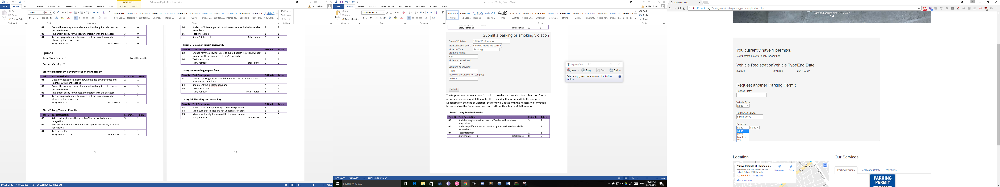 Release and Sprint Plan.docx - Word
TABLE TOOLS
FILE HOME INSERT DESIGN PAGE LAYOUT REFERENCES MAILINGS REVIEW VIEW DESIGN LAYOUT
Lachlan Pond
Cut
Copy
Format Painter
Paste
Clipboard
Calibri 11
Font
Paragraph
¶ No Spac... Heading 7 Subtle Em... Emphasis Intense E... Strong Quote Intense Q... Subtle Ref... Intense Re... Book Title ¶ List Para... ¶ TOC He...
Styles
Find
Replace
Select
Editing
02 Create the webpage form element with all required elements as 4 0
per wireframes
03 Implement ability for webpage to interact with the database 3 0
04 Test webpage/database to ensure that the violations can be 1 0
viewed by the correct users
Story Points: 16 Total Hours: 10 0
Sprint 4
Total Story Points: 31 Total Hours: 39
Current Velocity: 24
Story 5: Department parking violation management
Task ID Task Description Estimate Taken
01 Design webpage form element with the use of wireframes and 2 1
improve with client feedback
02 Create the webpage form element with all required elements as 4 3
per wireframes
03 Implement ability for webpage to interact with the database 3 3
04 Test webpage/database to ensure that the violations can be 1 1
viewed by the correct users
Story Points: 16 Total Hours: 10 8
Story 2: Long Teacher Permits
Task ID Task Description Estimate Taken
05 Add checking for whether user is a Teacher with database 5 2
integration
06 Add extra/different permit duration options exclusively available 2 2
for teachers
07 Test interaction 1 1
Story Points: 1 Total Hours: 8 5
9
04 Add extra/different permit durations options exclusively available 2 2
to students
05 Test interaction 1 1
Story Points: 1 Total Hours: 6 4
Story 7: Violation report anonymity
Task ID Task Description Estimate Taken
03 Change form to allow for users to submit health violations without 1 1
submitting their name even if they're logged in
04 Test interaction 1 1
Story Points: 4 Total Hours: 2 2
Story 10: Handling unpaid fines
Task ID Task Description Estimate Taken
03 Design a messagebox or panel that notifies the user when they 1 1
have unpaid fines/fees
04 Implement the messagebox/panel 4 2
05 Test interaction 1 1
Story Points: 4 Total Hours: 6 4
Story 14: Usability and scalability
Task ID Task Description Estimate Taken
03 Spend some time optimizing code where possible 3 2
04 Make sure that images are not unnecessarily large 1 1
05 Make sure the sight scales well to the window size 5 3
Story Points: 4 Total Hours: 9 6
10
PAGE 9 OF 10 1499 WORDS ENGLISH (UNITED KINGDOM) 100%
Acceptence Testing 2.docx - Word
FILE HOME INSERT DESIGN PAGE LAYOUT REFERENCES MAILINGS REVIEW VIEW
Lachlan Pond
Cut
Copy
Format Painter
Paste
Clipboard
Calibri (Body) 12
Font
Paragraph
¶ Normal ¶ No Spac... Heading 1 Heading 2 Title Subtitle Subtle Em... Emphasis Intense E... Strong Quote Intense Q... Subtle Ref... Intense Re... Book Title
Styles
Find
Replace
Select
Editing
viewed by the correct users
Story Points: 16 Total Hours: 10 8
Submit a parking or smoking violation
Date of Violation: 20/10/2016 --:-- --
Violation Description: Smoking inside the parking
Violation Type: Smoking
Violator's name:
Ken
Violator's department:
IT
Violator's supervisor:
Travis
Place on of violation (on campus):
S Block
Submit
The Department (Admin account) is able to use this dynamic violation submission form to
report and record any violation of health or parking that occurs within the campus.
Depending on the type of violation, the form will update with the necessary information
boxes to allow the Department worker to efficiently submit a violation report.
Story 2: Long Teacher Permits
Task ID Task Description Estimate Taken
05 Add checking for whether user is a Teacher with database 5 2
integration
06 Add extra/different permit duration options exclusively available 2 2
for teachers
07 Test interaction 1 1
Story Points: 1 Total Hours: 8 5
PAGE 3 OF 3 204 WORDS ENGLISH (AUSTRALIA) 100%
Snipping Tool
New Delay Cancel Options
Select a snip type from the menu or click the New
button.
Search Windows
TP
ENG
10:37 PM
26/10/2016
Atmiya Parking
ifb118.hopto.org/Parkingpermitssite/parkingpermitapplication.php
Safe and secure with CCTV 24/7
You currently have 1 permit/s.
View permits below or apply for another.
Vehicle Registration Vehicle Type End Date
232333 2 wheels 2017-02-27
Request another Parking Permit
Lisence Plate:
Vehicle Type:
None
Permit Start Date:
dd/mm/yyyy
Duration:
None None
None
Days
Months
Year
Location
Atmiya Institute of Technolog...
Yogidham Gurukul, Kalawad Road,
Rajkot, Gujarat 360005, India
4.2 181 reviews
View larger map
Directions
Save
Axis Bank
150 Feet Ring Rd
Our Services
Parking Permits Health and Safety Violations
PARKING
PERMIT